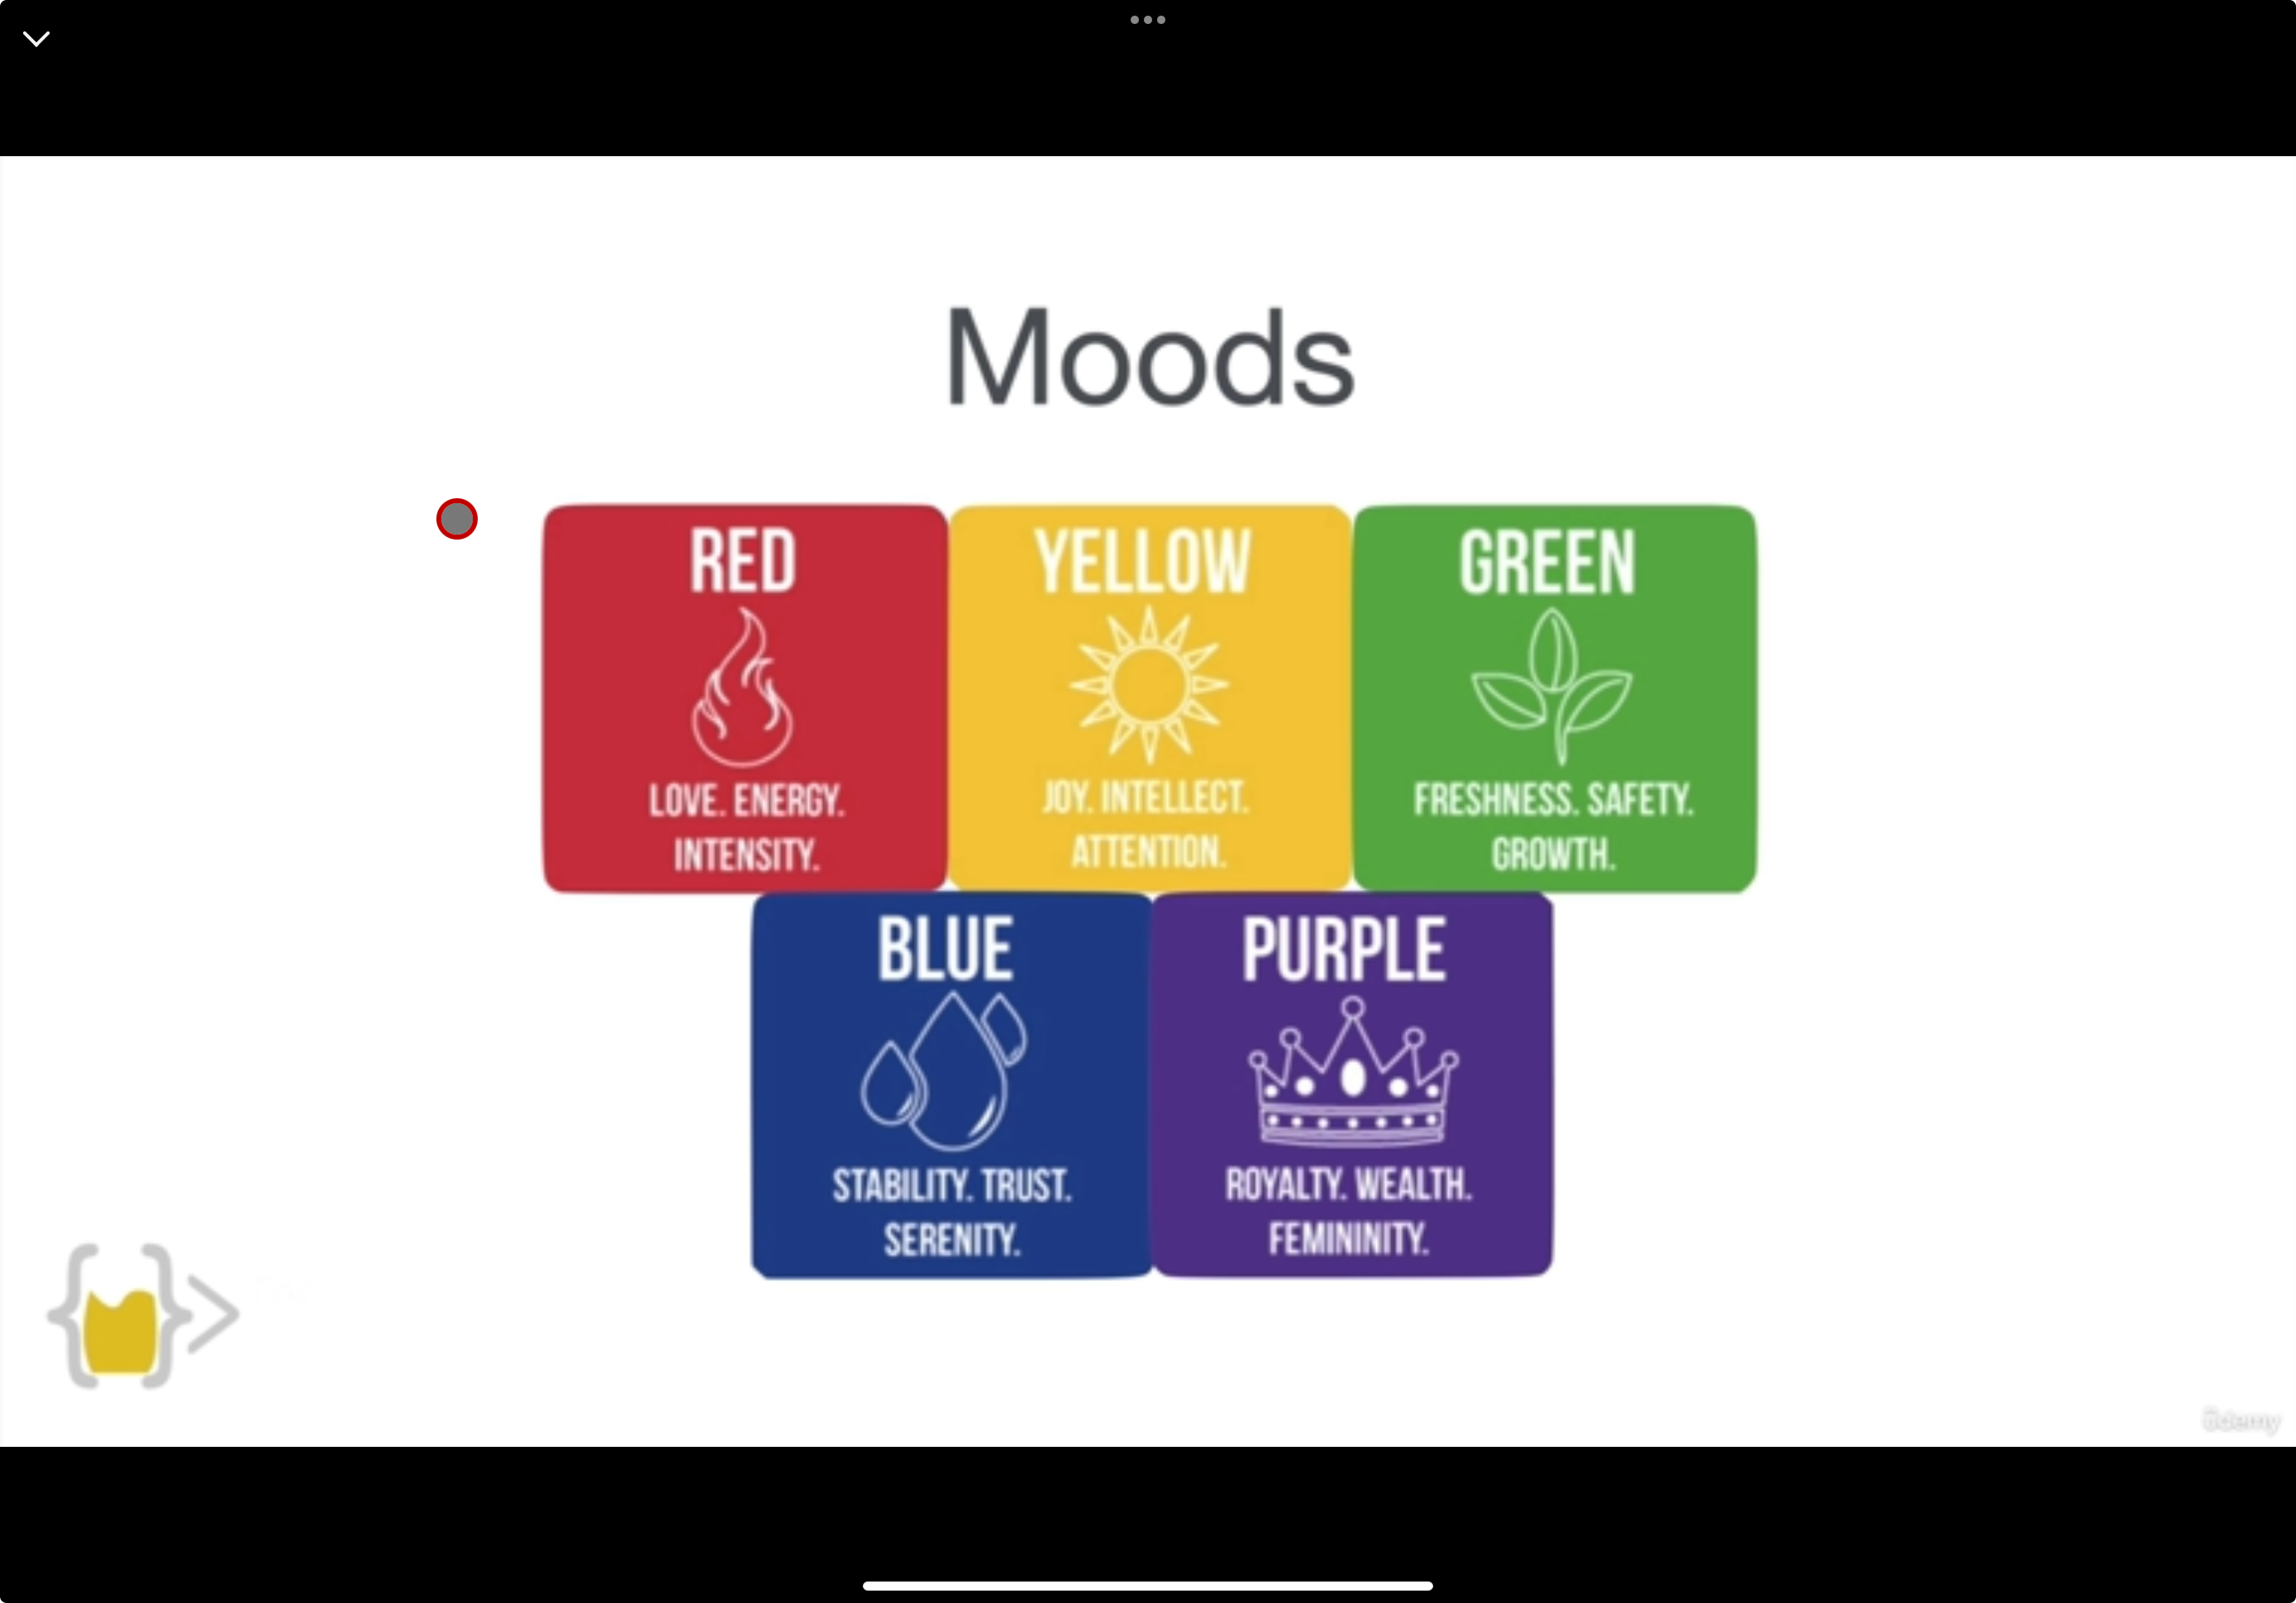 Moods
RED
LOVE. ENERGY.
INTENSITY.
YELLOW
JOY. INTELLECT.
ATTENTION.
GREEN
FRESHNESS. SAFETY.
GROWTH.
BLUE
STABILITY. TRUST.
SERENITY.
PURPLE
ROYALTY. WEALTH.
FEMININITY.
ûdemy